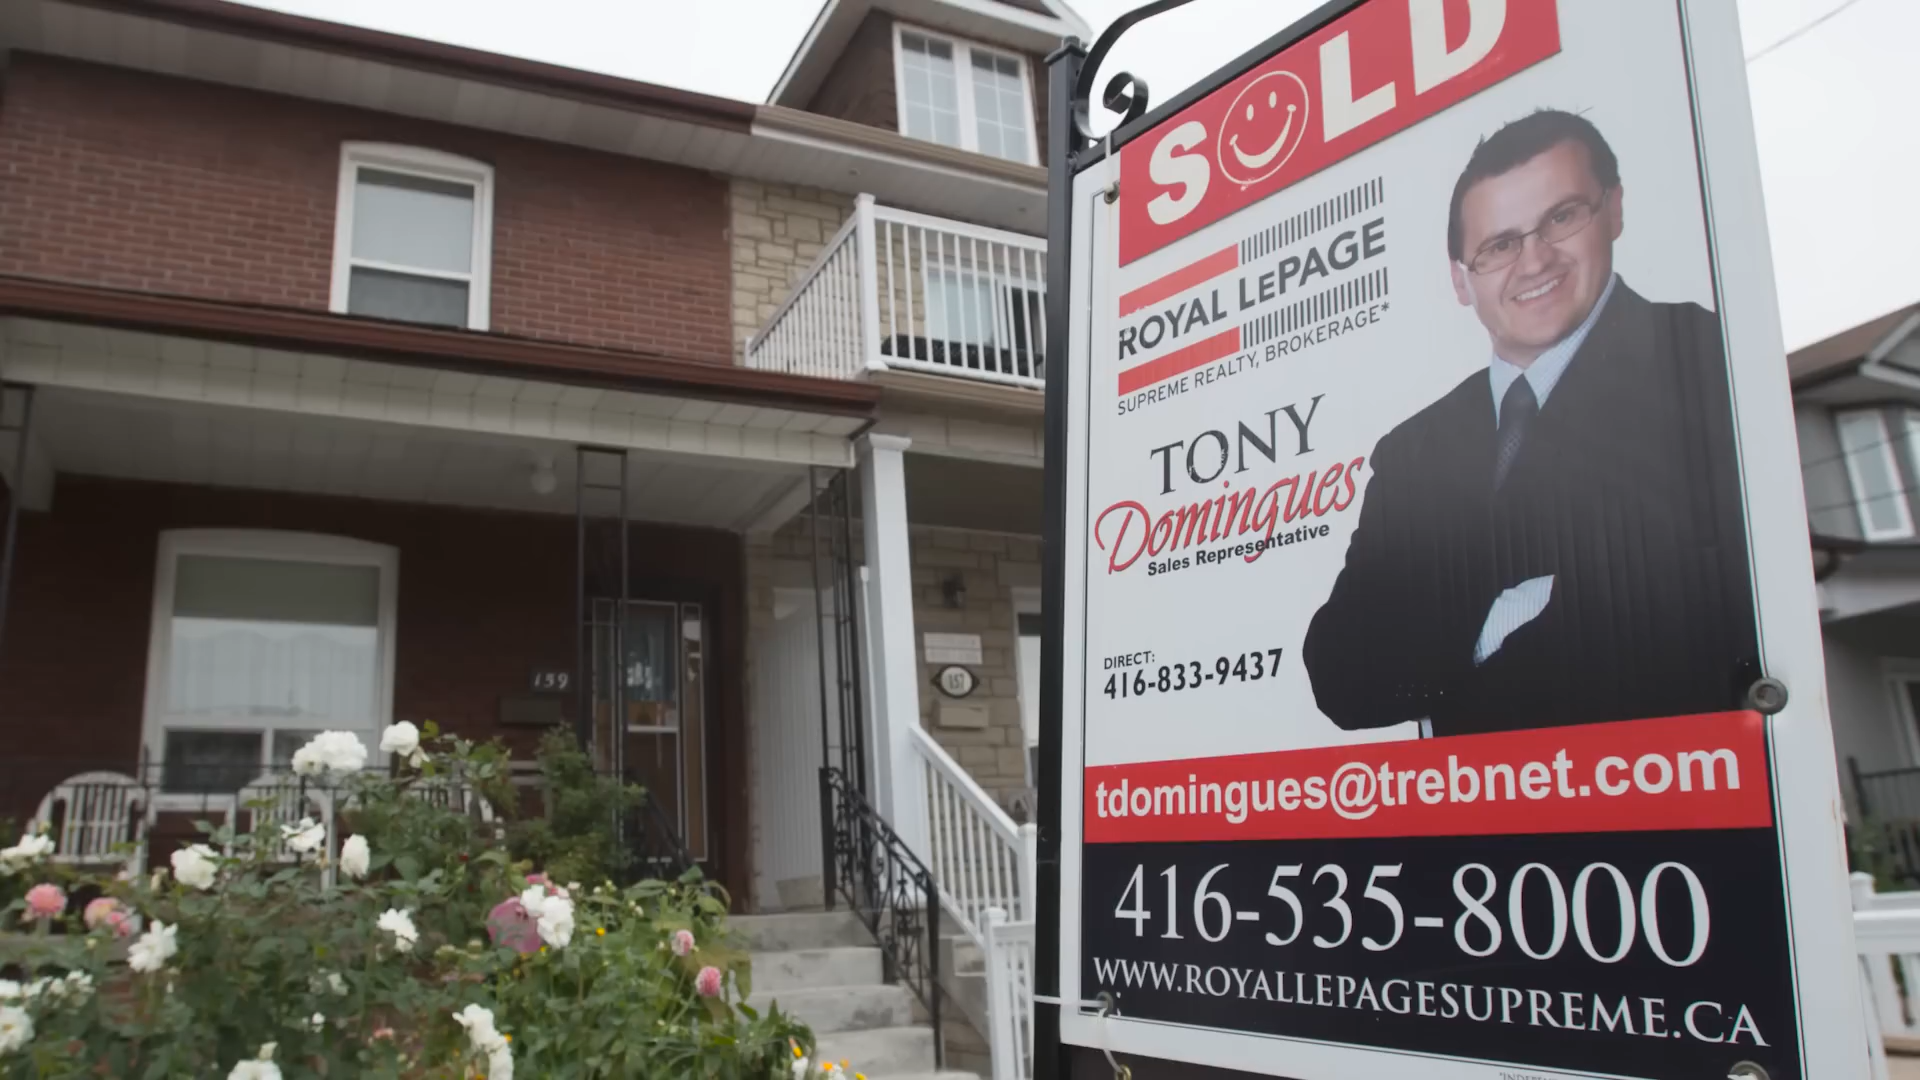 SOLD
ROYAL LEPAGE
SUPREME REALTY, BROKERAGE*
TONY
Domingues
Sales Representative
DIRECT:
416-833-9437
tdomingues@trebnet.com
416-535-8000
WWW.ROYALLEPAGESUPREME.CA
159
157